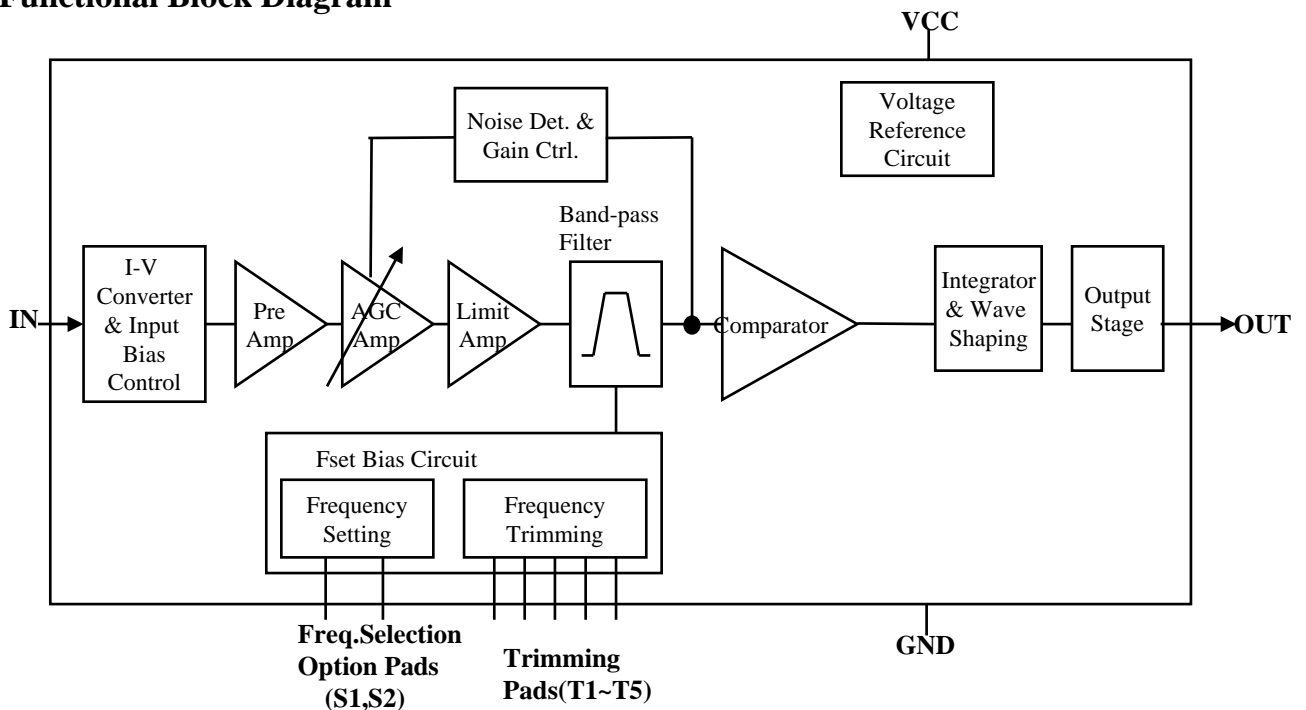 Functional Block Diagram
VCC
Noise Det. &
Gain Ctrl.
Voltage
Reference
Circuit
Band-pass
Filter
IN
I-V
Converter
& Input
Bias
Control
Pre
Amp
AGC
Amp
Limit
Amp
Comparator
Integrator
& Wave
Shaping
Output
Stage
OUT
Fset Bias Circuit
Frequency
Setting
Frequency
Trimming
Freq.Selection
Option Pads
(S1,S2)
Trimming
Pads(T1~T5)
GND